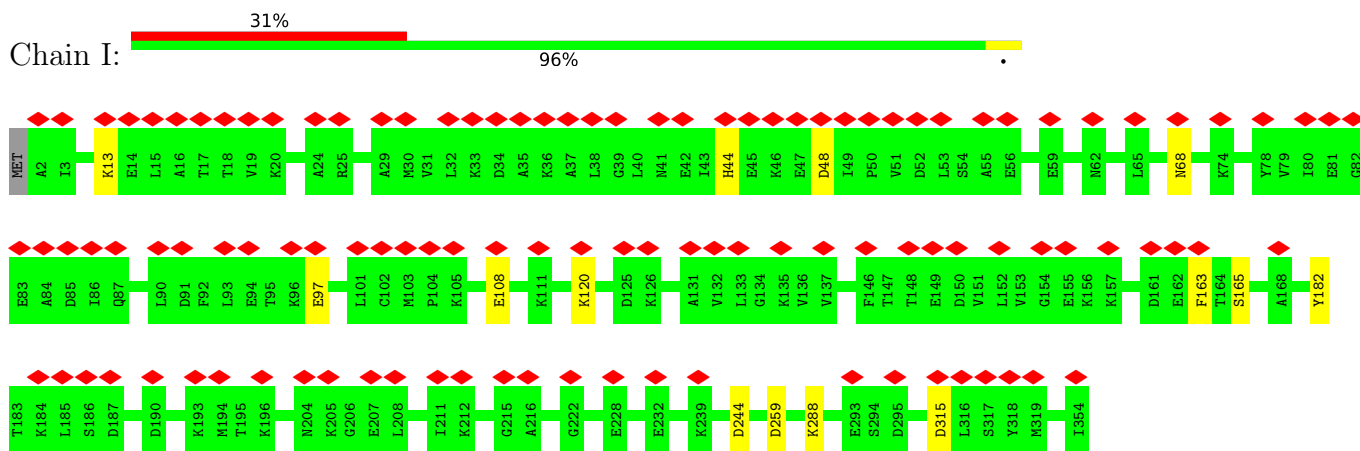 31%
Chain I:
96%
•
MET A2 I3 K13 E14 L15 A16 T17 T18 V19 K20 A24 R25 A29 M30 V31 L32 K33 D34 A35 K36 A37 L38 G39 L40 N41 E42 I43 H44 E45 K46 E47 D48 I49 P50 V51 D52 L53 S54 A55 E56 E59 N62 L65 N68 K74 Y78 V79 I80 E81 G82
E83 A84 D85 I86 Q87 L90 D91 F92 L93 E94 T95 K96 E97 L101 C102 M103 P104 K105 E108 K111 K120 D125 K126 A131 V132 L133 G134 K135 V136 V137 F146 T147 T148 E149 D150 V151 L152 V153 G154 E155 K156 K157 D161 E162 F163 T164 S165 A168 Y182
T183 K184 L185 S186 D187 D190 K193 M194 T195 K196 N204 K205 G206 E207 L208 I211 K212 G215 A216 G222 E228 E232 K239 D244 D259 K288 E293 S294 D295 D315 L316 S317 Y318 M319 I354